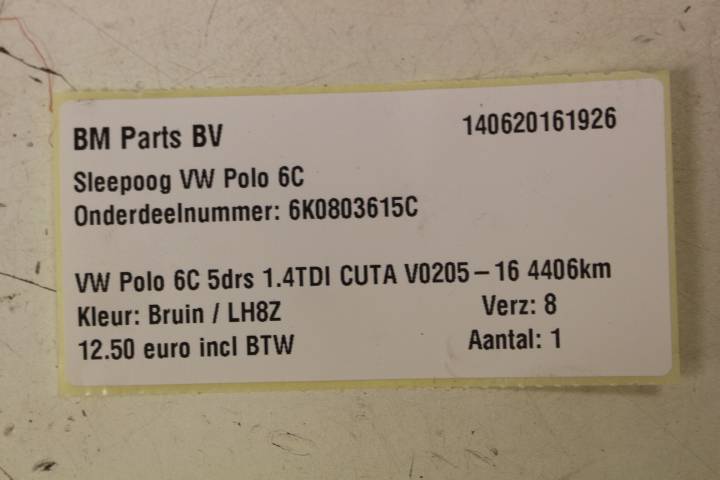 BM Parts BV 140620161926
Sleepoog VW Polo 6C
Onderdeelnummer: 6K0803615C
VW Polo 6C 5drs 1.4TDI CUTA V0205-16 4406km
Kleur: Bruin / LH8Z Verz: 8
12.50 euro incl BTW Aantal: 1